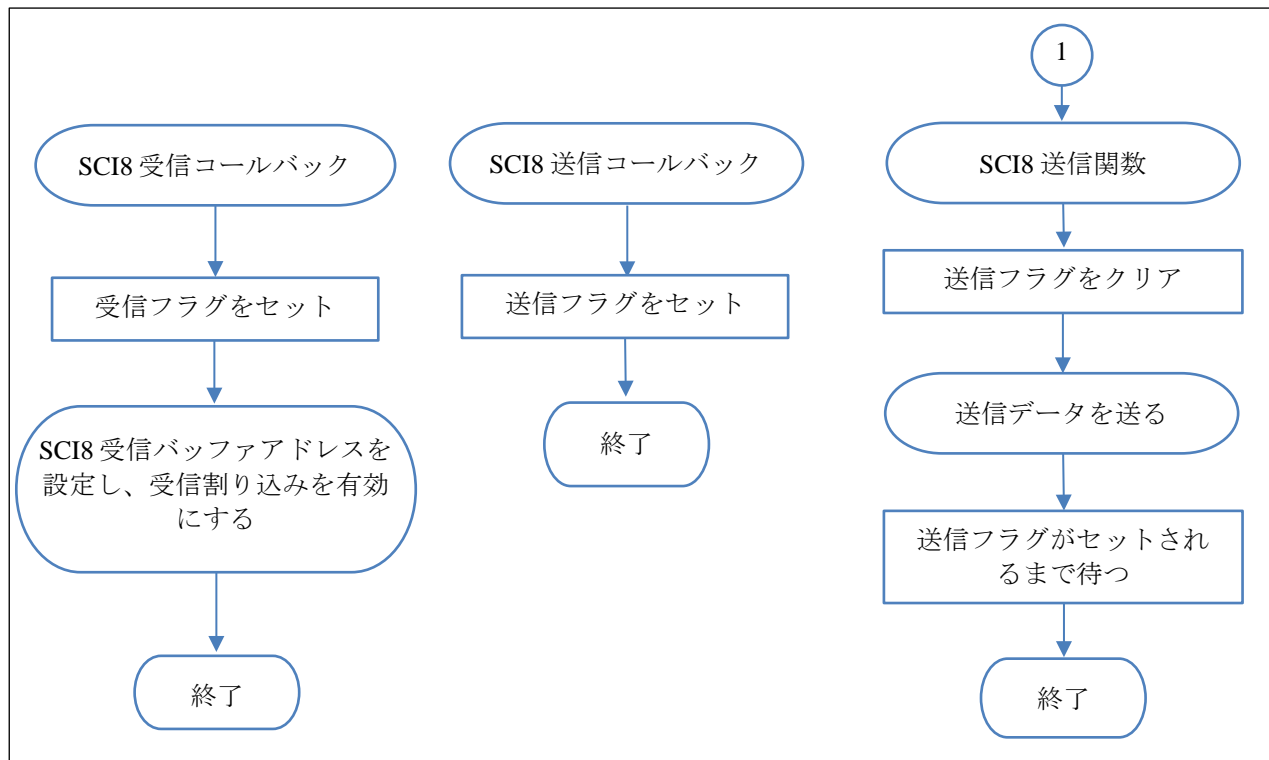 SCI8 受信コールバック
受信フラグをセット
SCI8 受信バッファアドレスを
設定し、受信割り込みを有効
にする
終了
SCI8 送信コールバック
送信フラグをセット
終了
1
SCI8 送信関数
送信フラグをクリア
送信データを送る
送信フラグがセットされ
るまで待つ
終了